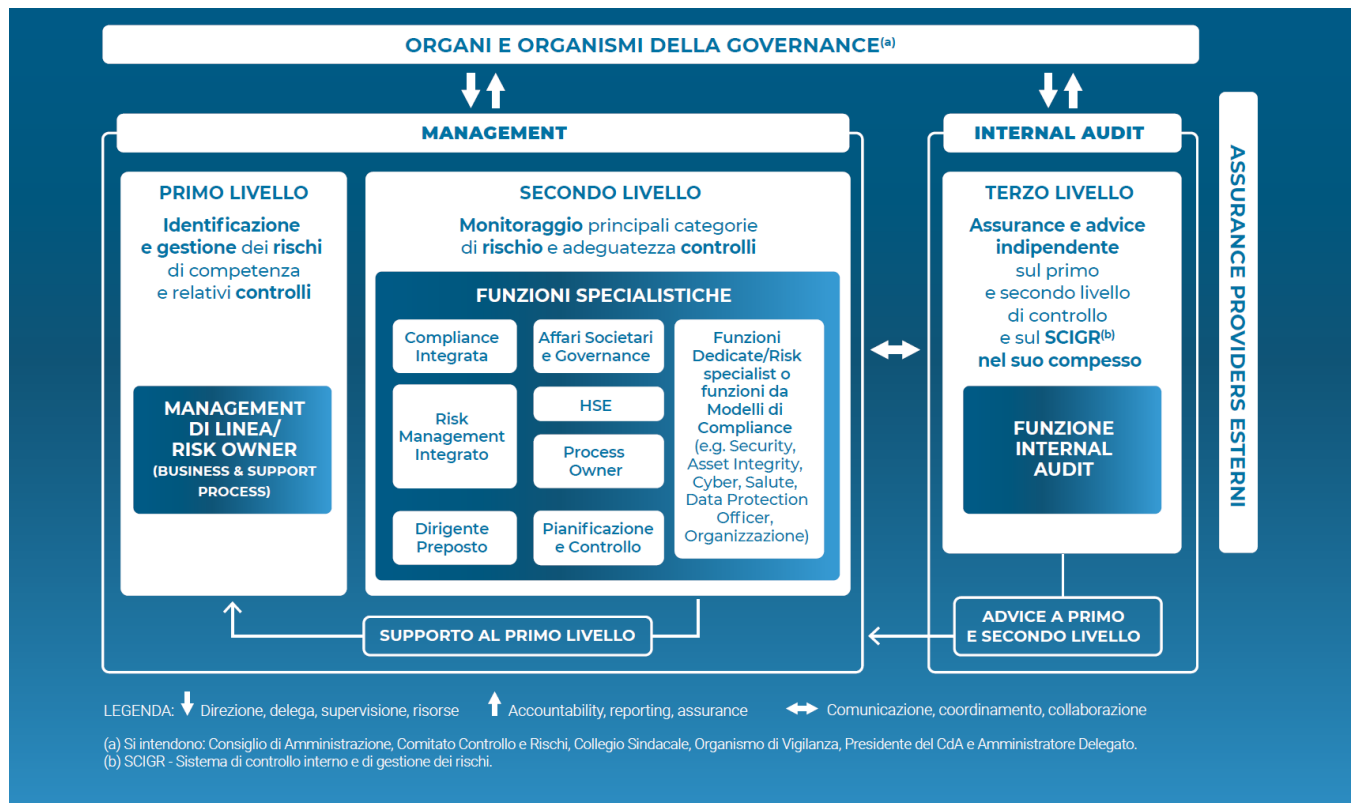 ORGANI E ORGANISMI DELLA GOVERNANCE(a)
MANAGEMENT
PRIMO LIVELLO
Identificazione
e gestione dei rischi
di competenza
e relativi controlli
MANAGEMENT
DI LINEA/
RISK OWNER
(BUSINESS & SUPPORT
PROCESS)
SECONDO LIVELLO
Monitoraggio principali categorie
di rischio e adeguatezza controlli
FUNZIONI SPECIALISTICHE
Compliance
Integrata
Affari Societari
e Governance
Risk
Management
Integrato
HSE
Process
Owner
Dirigente
Preposto
Pianificazione
e Controllo
Funzioni
Dedicate/Risk
specialist o
funzioni da
Modelli di
Compliance
(e.g. Security,
Asset Integrity,
Cyber, Salute,
Data Protection
Officer,
Organizzazione)
SUPPORTO AL PRIMO LIVELLO
INTERNAL AUDIT
TERZO LIVELLO
Assurance e advice
indipendente
sul primo
e secondo livello
di controllo
e sul SCIGR(b)
nel suo compesso
FUNZIONE
INTERNAL
AUDIT
ADVICE A PRIMO
E SECONDO LIVELLO
ASSURANCE PROVIDERS ESTERNI
LEGENDA: Direzione, delega, supervisione, risorse Accountability, reporting, assurance Comunicazione, coordinamento, collaborazione
(a) Si intendono: Consiglio di Amministrazione, Comitato Controllo e Rischi, Collegio Sindacale, Organismo di Vigilanza, Presidente del CdA e Amministratore Delegato.
(b) SCIGR - Sistema di controllo interno e di gestione dei rischi.